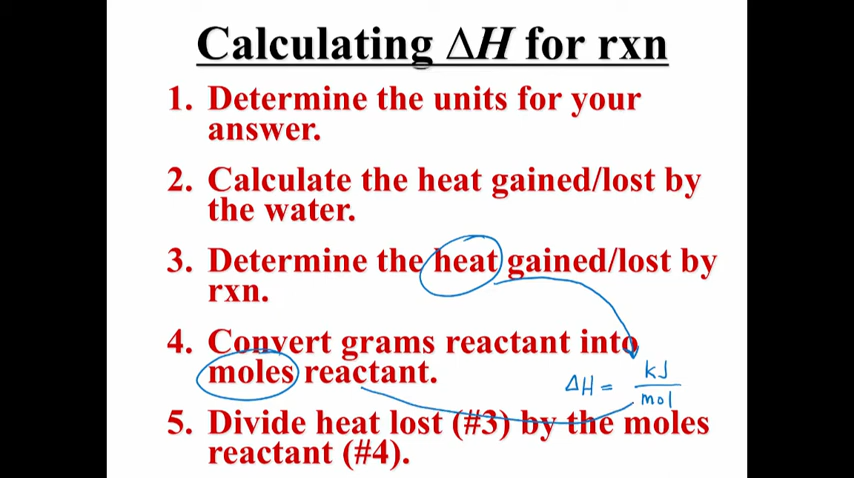 Calculating ΔH for rxn
1. Determine the units for your
answer.
2. Calculate the heat gained/lost by
the water.
3. Determine the heat gained/lost by
rxn.
4. Convert grams reactant into
moles reactant.
ΔH = kJ/mol
5. Divide heat lost (#3) by the moles
reactant (#4).